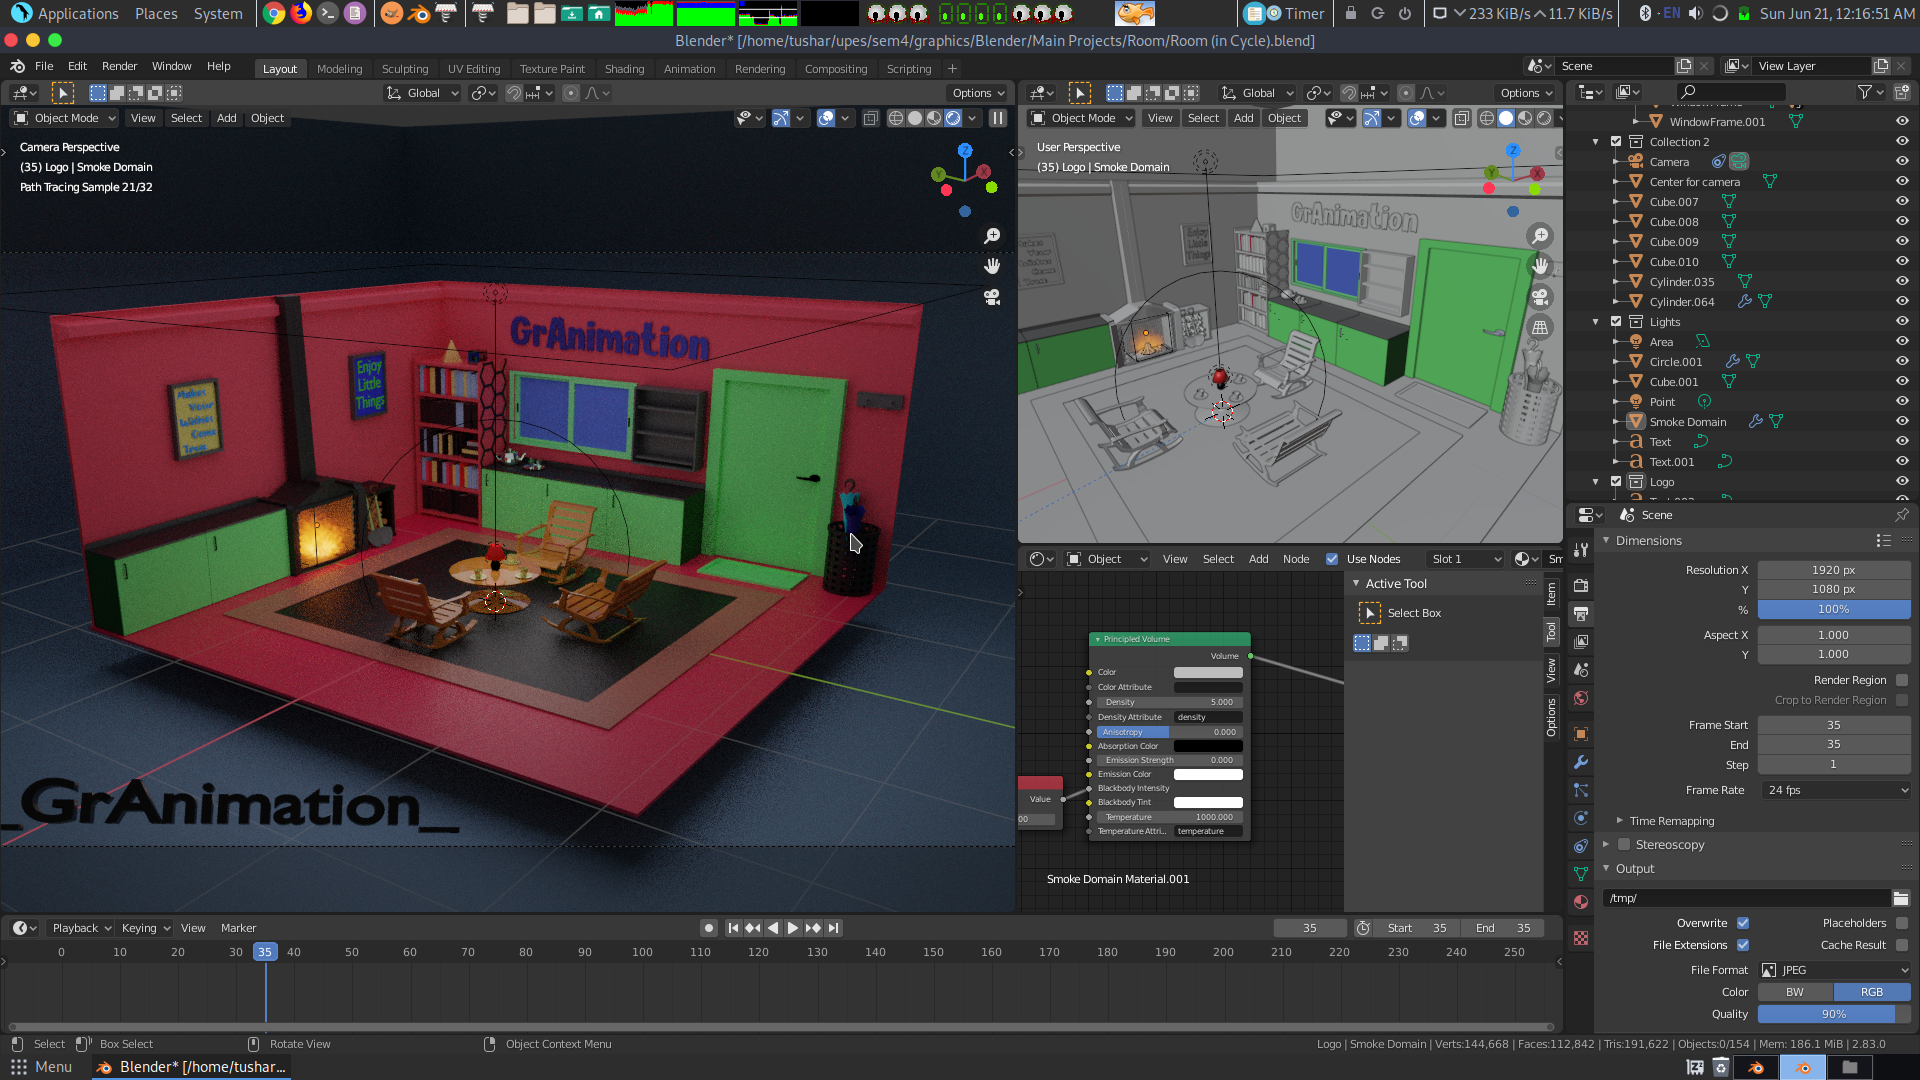 Applications Places System
Timer
233 KiB/s 11.7 KiB/s
EN
Sun Jun 21, 12:16:51 AM
Blender* [/home/tushar/upes/sem4/graphics/Blender/Main Projects/Room/Room (in Cycle).blend]
File Edit Render Window Help
Layout Modeling Sculpting UV Editing Texture Paint Shading Animation Rendering Compositing Scripting +
Scene
View Layer
Global
Options
Global
Options
Object Mode View Select Add Object
Object Mode View Select Add Object
Camera Perspective
(35) Logo | Smoke Domain
Path Tracing Sample 21/32
User Perspective
(35) Logo | Smoke Domain
Z
Y
X
Z
Y
X
GrAnimation
Enjoy
Little
Things
GrAnimation
Enjoy
Little
Things
_GrAnimation_
WindowFrame.001
Collection 2
Camera
Center for camera
Cube.007
Cube.008
Cube.009
Cube.010
Cylinder.035
Cylinder.064
Lights
Area
Circle.001
Cube.001
Point
Smoke Domain
Text
Text.001
Logo
Object View Select Add Node Use Nodes Slot 1 Sm
Active Tool
Select Box
Item
Tool
View
Options
Principled Volume
Volume
Color
Color Attribute
Density 5.000
Density Attribute density
Anisotropy 0.000
Absorption Color
Emission Strength 0.000
Emission Color
Blackbody Intensity
Blackbody Tint
Temperature 1000.000
Temperature Attri... temperature
Value
00
Smoke Domain Material.001
Scene
Dimensions
Resolution X 1920 px
Y 1080 px
% 100%
Aspect X 1.000
Y 1.000
Render Region
Crop to Render Region
Frame Start 35
End 35
Step 1
Frame Rate 24 fps
Time Remapping
Stereoscopy
Output
/tmp/
Overwrite Placeholders
File Extensions Cache Result
File Format JPEG
Color BW RGB
Quality 90%
Playback Keying View Marker
35 Start 35 End 35
0 10 20 30 35 40 50 60 70 80 90 100 110 120 130 140 150 160 170 180 190 200 210 220 230 240 250
Select Box Select Rotate View Object Context Menu
Logo | Smoke Domain | Verts:144,668 | Faces:112,842 | Tris:191,622 | Objects:0/154 | Mem: 186.1 MiB | 2.83.0
Menu Blender* [/home/tushar...